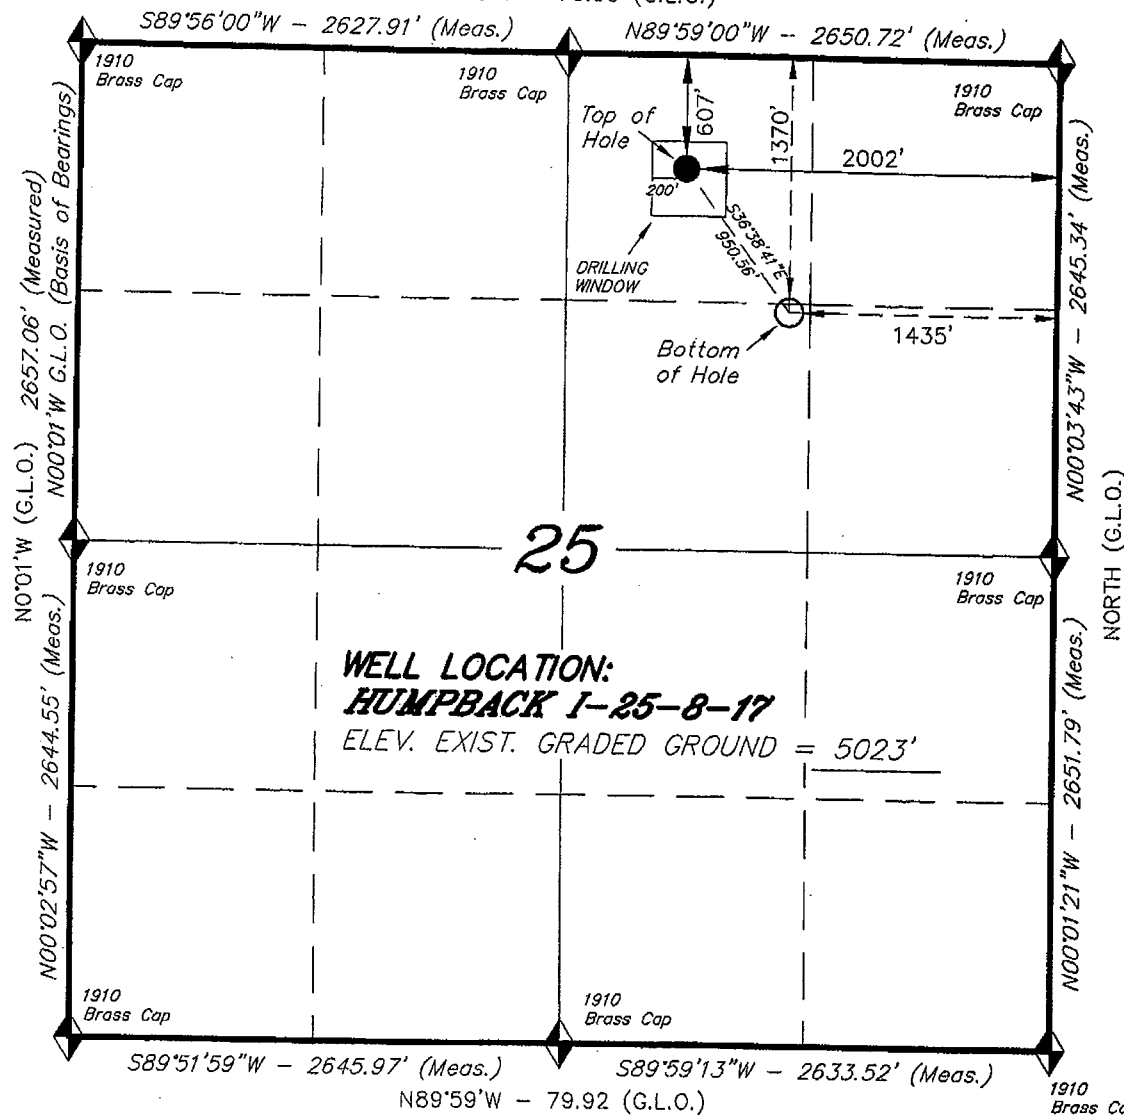 S89°56'00"W - 2627.91' (Meas.)
N89°59'00"W - 2650.72' (Meas.)
1910
Brass Cap
1910
Brass Cap
1910
Brass Cap
Top of
Hole
607'
1370'
2002'
200'
S36°38'41"E
950.56'
DRILLING
WINDOW
1435'
Bottom
of Hole
N0°01'W (G.L.O.) 2657.06' (Measured)
N00°01'W G.L.O. (Basis of Bearings)
N00°03'43"W - 2645.34' (Meas.)
NORTH (G.L.O.)
25
1910
Brass Cap
1910
Brass Cap
WELL LOCATION:
HUMPBACK I-25-8-17
ELEV. EXIST. GRADED GROUND = 5023'
N00°02'57"W - 2644.55' (Meas.)
N00°01'21"W - 2651.79' (Meas.)
1910
Brass Cap
1910
Brass Cap
S89°51'59"W - 2645.97' (Meas.)
S89°59'13"W - 2633.52' (Meas.)
N89°59'W - 79.92 (G.L.O.)
1910
Brass